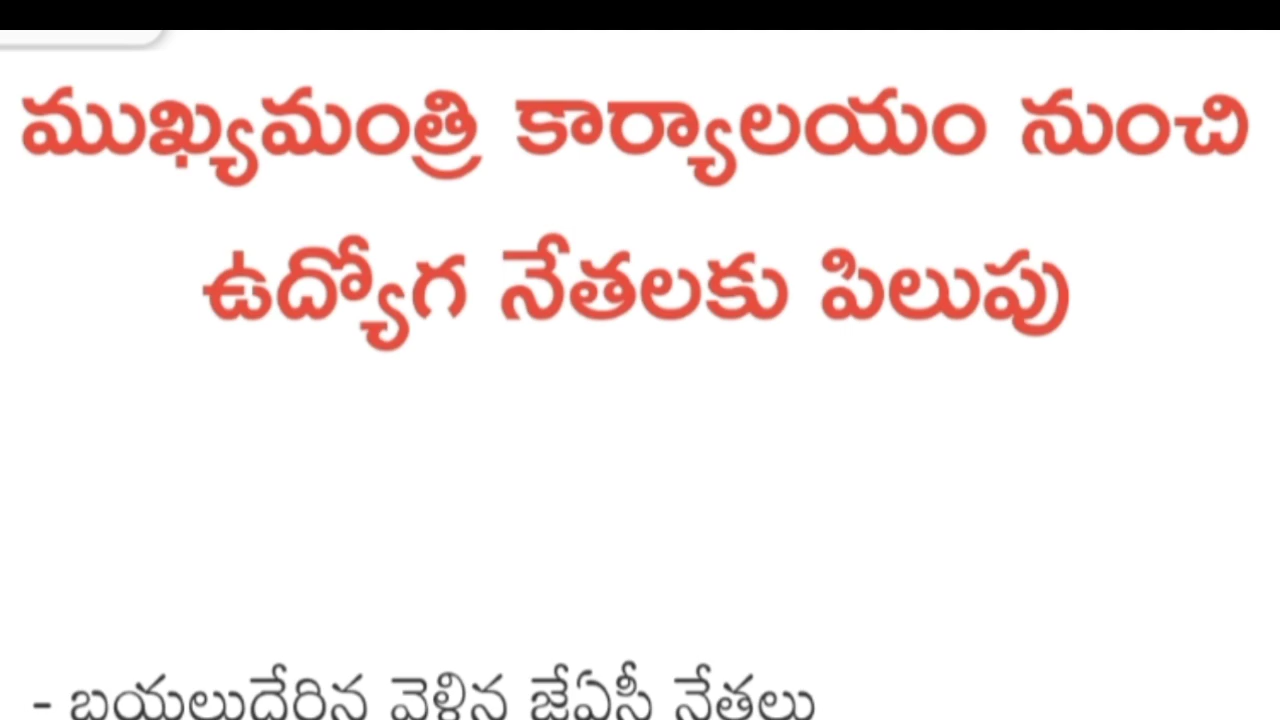 ముఖ్యమంత్రి కార్యాలయం నుంచి
ఉద్యోగ నేతలకు పిలుపు
- బయలుదేరిన వెళిన జేఏసీ నేతలు